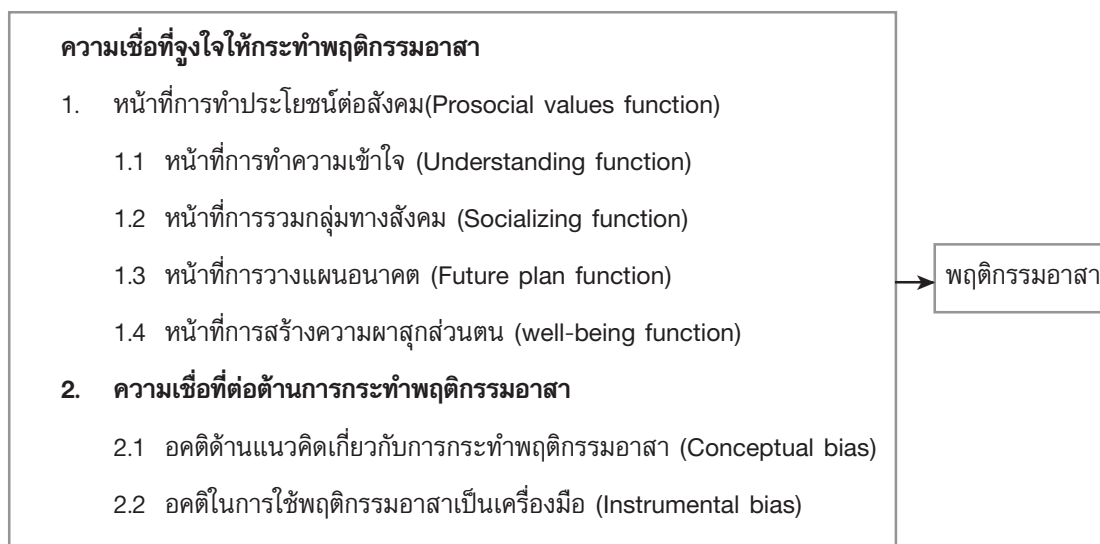 ความเชื่อที่จูงใจให้กระทำพฤติกรรมอาสา
1. หน้าที่การทำประโยชน์ต่อสังคม(Prosocial values function)
1.1 หน้าที่การทำความเข้าใจ (Understanding function)
1.2 หน้าที่การรวมกลุ่มทางสังคม (Socializing function)
1.3 หน้าที่การวางแผนอนาคต (Future plan function)
1.4 หน้าที่การสร้างความผาสุกส่วนตน (well-being function)
2. ความเชื่อที่ต่อต้านการกระทำพฤติกรรมอาสา
2.1 อคติด้านแนวคิดเกี่ยวกับการกระทำพฤติกรรมอาสา (Conceptual bias)
2.2 อคติในการใช้พฤติกรรมอาสาเป็นเครื่องมือ (Instrumental bias)
พฤติกรรมอาสา